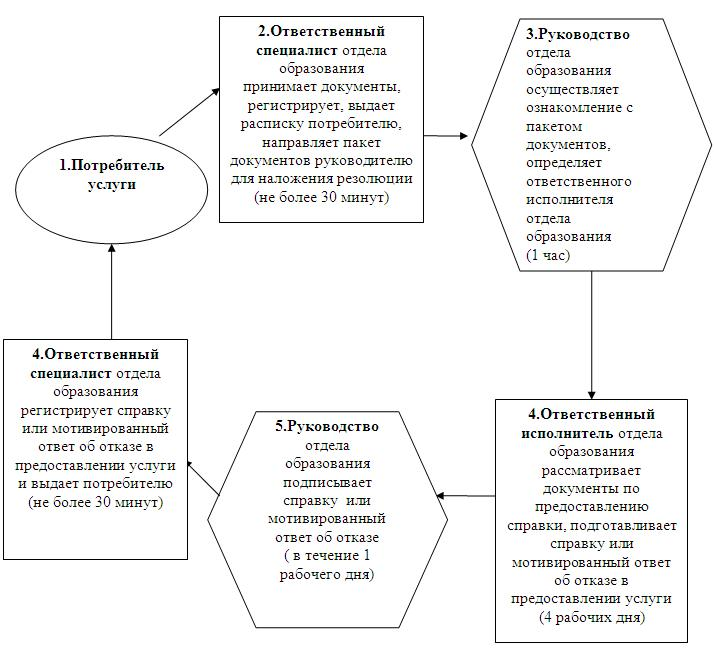 1.Потребитель
услуги
2.Ответственный
специалист отдела
образования
принимает документы,
регистрирует, выдает
расписку потребителю,
направляет пакет
документов руководителю
для наложения резолюции
(не более 30 минут)
3.Руководство
отдела
образования
осуществляет
ознакомление с
пакетом
документов,
определяет
ответственного
исполнителя
отдела
образования
(1 час)
4.Ответственный
исполнитель отдела
образования
рассматривает
документы по
предоставлению
справки, подготавливает
справку или
мотивированный ответ
об отказе в
предоставлении услуги
(4 рабочих дня)
5.Руководство
отдела
образования
подписывает
справку или
мотивированный
ответ об отказе
( в течение 1
рабочего дня)
4.Ответственный
специалист отдела
образования
регистрирует справку
или мотивированный
ответ об отказе в
предоставлении услуги
и выдает потребителю
(не более 30 минут)